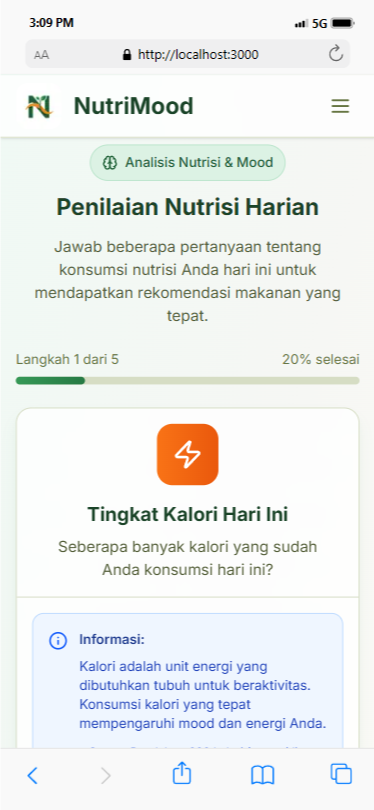 3:09 PM
5G
AA
http://localhost:3000
NutriMood
Analisis Nutrisi & Mood
Penilaian Nutrisi Harian
Jawab beberapa pertanyaan tentang
konsumsi nutrisi Anda hari ini untuk
mendapatkan rekomendasi makanan yang
tepat.
Langkah 1 dari 5
20% selesai
Tingkat Kalori Hari Ini
Seberapa banyak kalori yang sudah
Anda konsumsi hari ini?
Informasi:
Kalori adalah unit energi yang
dibutuhkan tubuh untuk beraktivitas.
Konsumsi kalori yang tepat
mempengaruhi mood dan energi Anda.